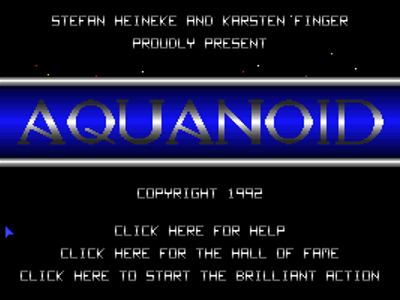 STEFAN HEINEKE AND KARSTEN FINGER
PROUDLY PRESENT
AQUANOID
COPYRIGHT 1992
CLICK HERE FOR HELP
CLICK HERE FOR THE HALL OF FAME
CLICK HERE TO START THE BRILLIANT ACTION